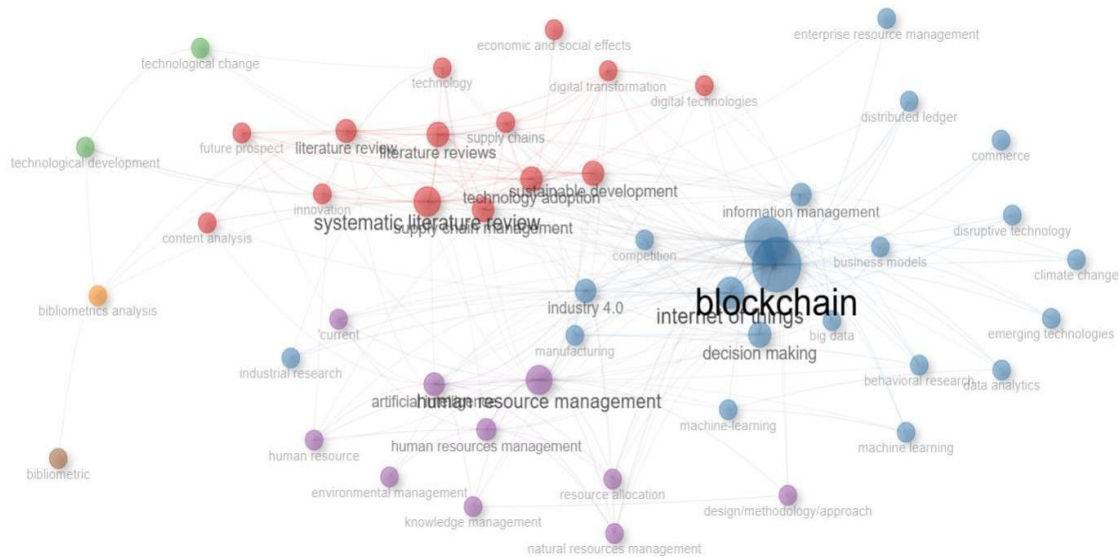 economic and social effects
enterprise resource management
technological change
technology
digital transformation
digital technologies
distributed ledger
supply chains
future prospect
literature review
literature reviews
technological development
commerce
sustainable development
technology adoption
innovation
systematic literature review
supply chain management
information management
content analysis
disruptive technology
competition
business models
climate change
bibliometrics analysis
Industry 4.0
blockchain
internet of things
'current
big data
emerging technologies
manufacturing
decision making
industrial research
behavioral research
data analytics
artificial intelligence
human resource management
machine-learning
human resources management
human resource
machine learning
bibliometric
environmental management
resource allocation
design/methodology/approach
knowledge management
natural resources management